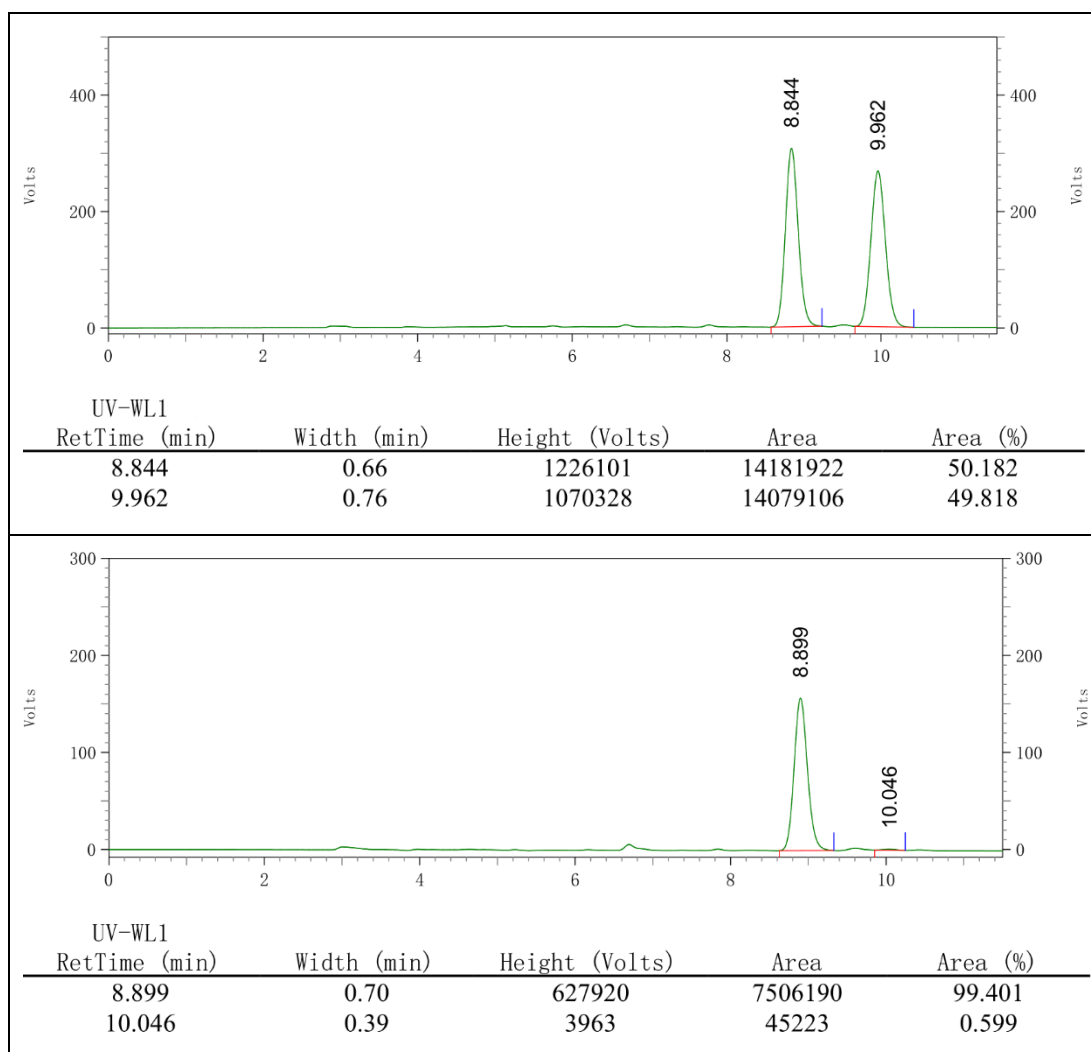 8.844
9.962
400
400
Volts
Volts
200
200
0
0
0 2 4 6 8 10
UV-WL1
RetTime (min) Width (min) Height (Volts) Area Area (%)
8.844 0.66 1226101 14181922 50.182
9.962 0.76 1070328 14079106 49.818
300
300
8.899
10.046
200
200
Volts
Volts
100
100
0
0
0 2 4 6 8 10
UV-WL1
RetTime (min) Width (min) Height (Volts) Area Area (%)
8.899 0.70 627920 7506190 99.401
10.046 0.39 3963 45223 0.599